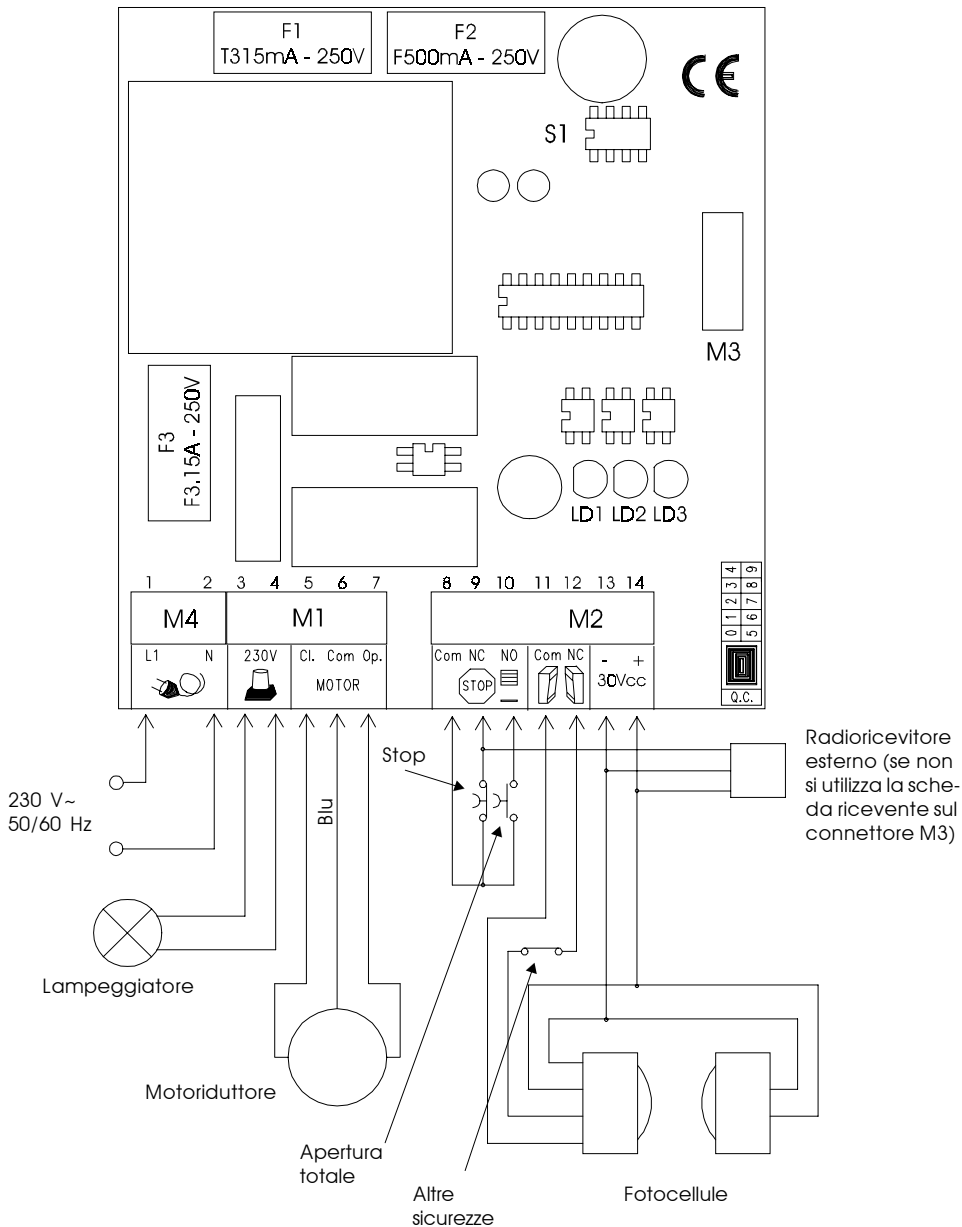 F1
T315mA - 250V
F2
F500mA - 250V
CE
S1
M3
F3
F3.15A - 250V
LD1 LD2 LD3
1 2 3 4 5 6 7 8 9 10 11 12 13 14
M4 M1 M2
0 1 2 3 4
5 6 7 8 9
L1 N 230V Cl. Com Op. Com NC NO Com NC - +
MOTOR STOP 30Vcc
Q.C.
Stop
Radioricevitore
esterno (se non
si utilizza la sche-
da ricevente sul
connettore M3)
230 V~
50/60 Hz
Blu
Lampeggiatore
Motoriduttore
Apertura
totale
Altre
sicurezze
Fotocellule